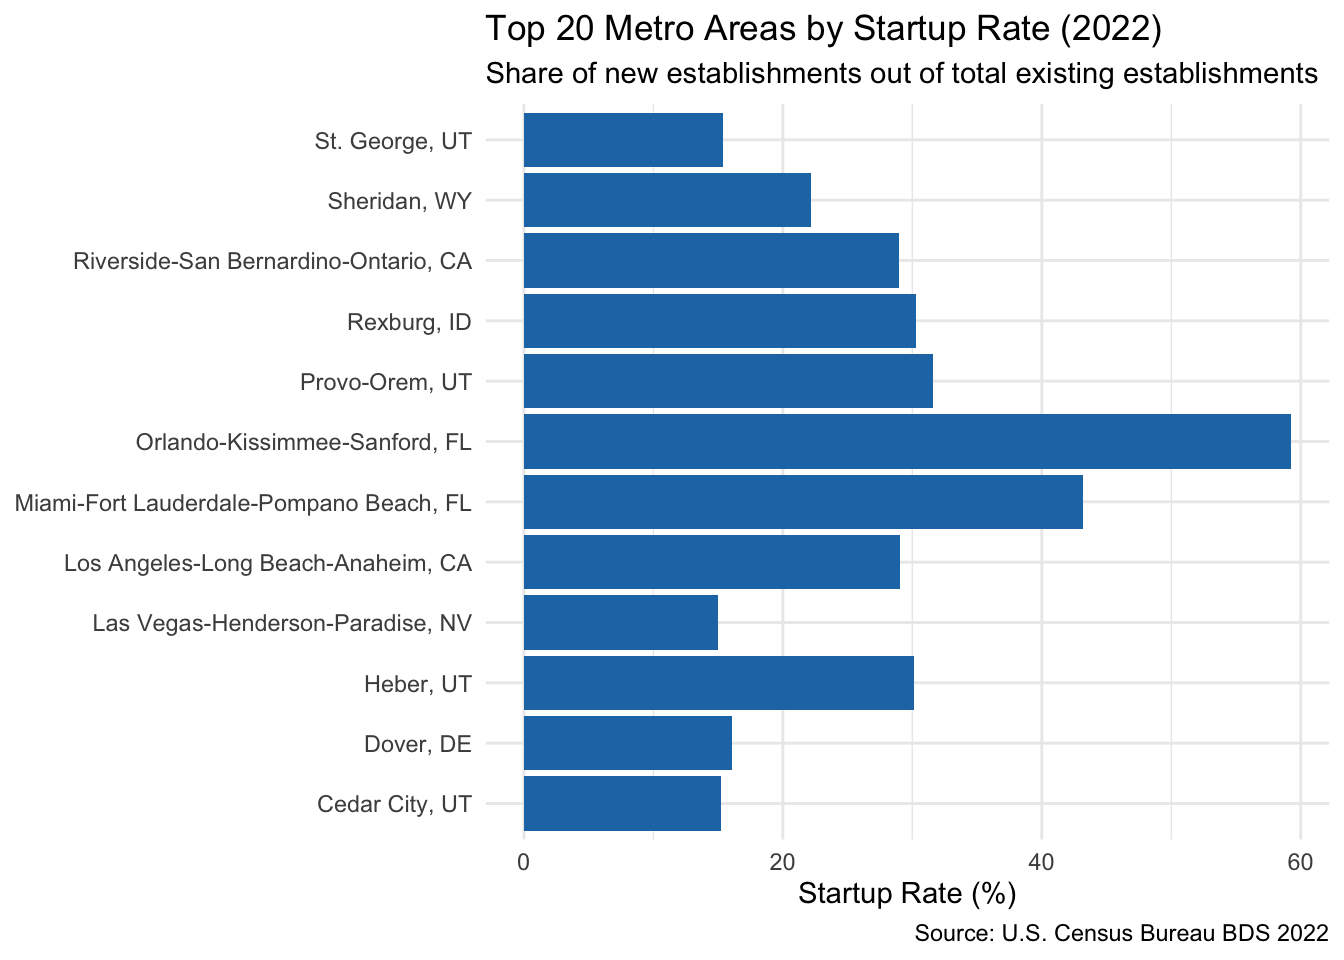 Top 20 Metro Areas by Startup Rate (2022)
Share of new establishments out of total existing establishments
St. George, UT
Sheridan, WY
Riverside-San Bernardino-Ontario, CA
Rexburg, ID
Provo-Orem, UT
Orlando-Kissimmee-Sanford, FL
Miami-Fort Lauderdale-Pompano Beach, FL
Los Angeles-Long Beach-Anaheim, CA
Las Vegas-Henderson-Paradise, NV
Heber, UT
Dover, DE
Cedar City, UT
0 20 40 60
Startup Rate (%)
Source: U.S. Census Bureau BDS 2022